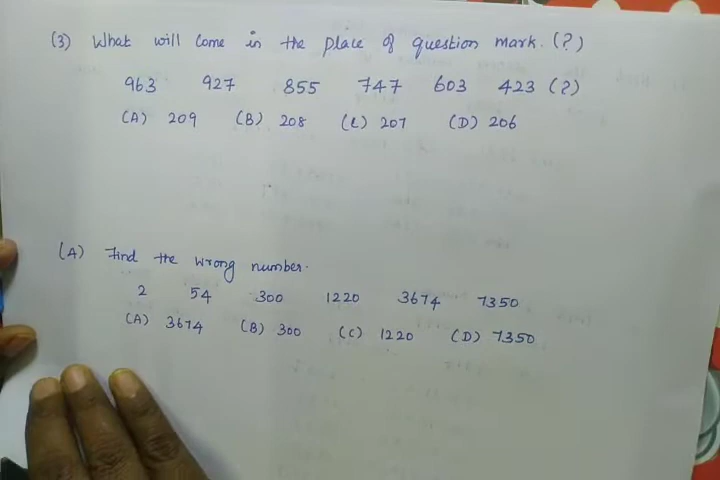 (3) What will Come in the place of question mark. (?)
963 927 855 747 603 423 (?)
(A) 209 (B) 208 (C) 207 (D) 206
(A) Find the wrong number.
2 54 300 1220 3674 7350
(A) 3674 (B) 300 (C) 1220 (D) 7350